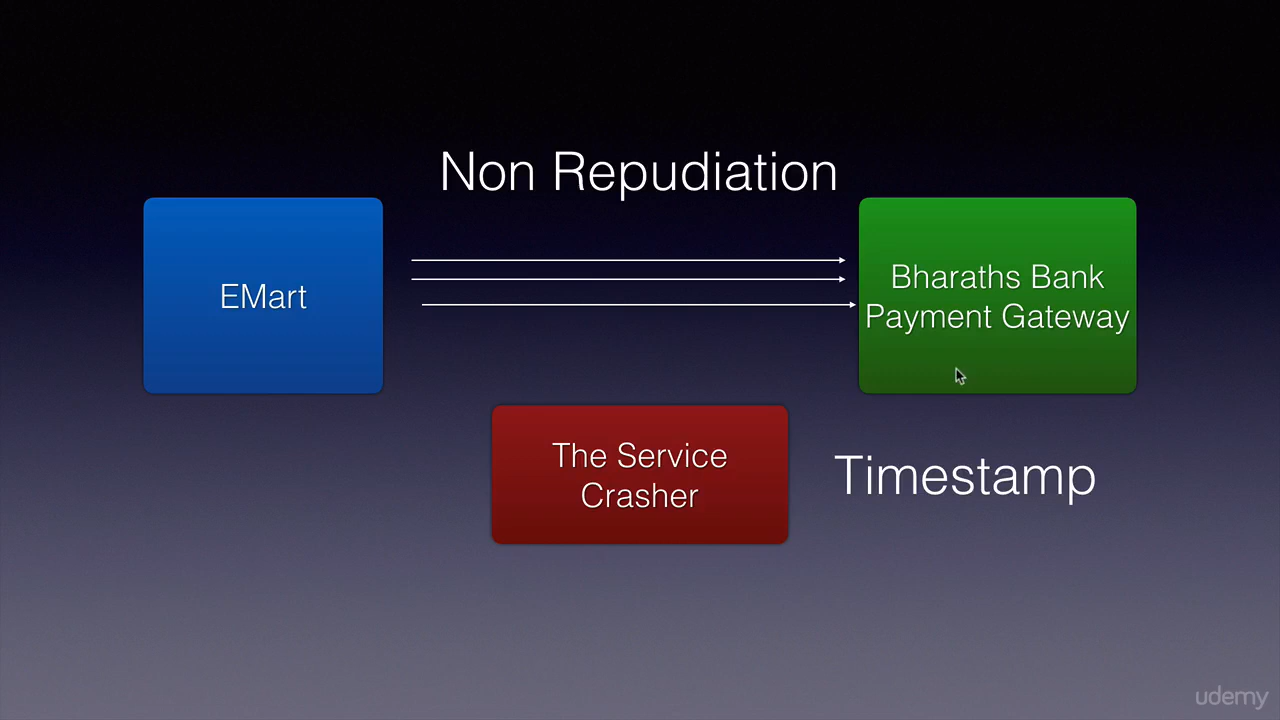 Non Repudiation
EMart
Bharaths Bank
Payment Gateway
The Service
Crasher
Timestamp
udemy